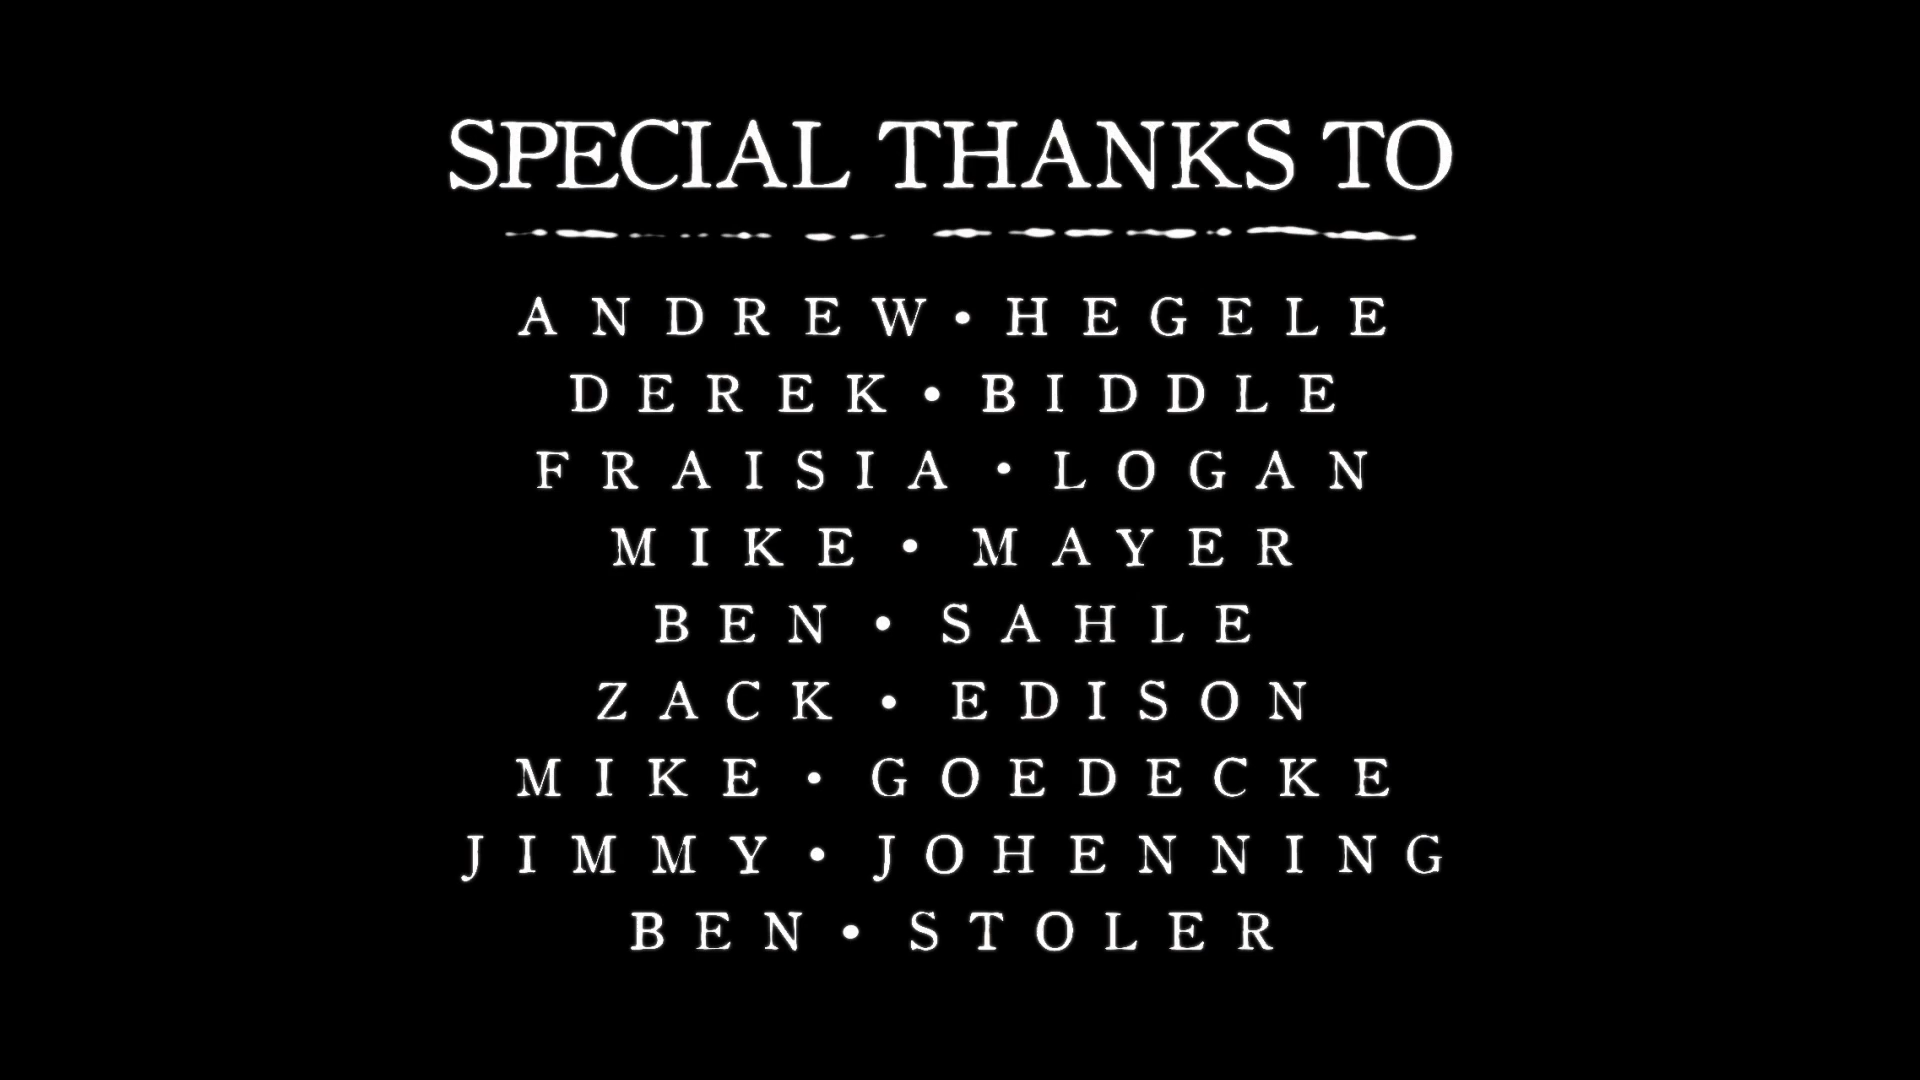 SPECIAL THANKS TO
ANDREW • HEGELE
DEREK • BIDDLE
FRAISIA • LOGAN
MIKE • MAYER
BEN • SAHLE
ZACK • EDISON
MIKE • GOEDECKE
JIMMY • JOHENNING
BEN • STOLER